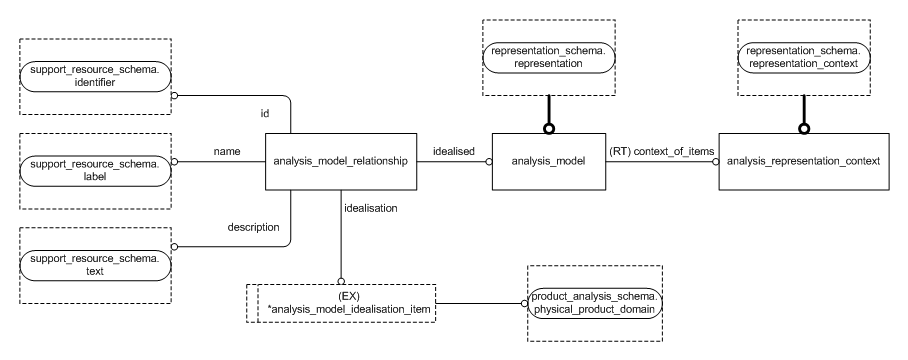 support_resource_schema.
identifier
representation_schema.
representation
representation_schema.
representation_context
id
name
idealised
(RT) context_of_items
analysis_model_relationship
analysis_model
analysis_representation_context
support_resource_schema.
label
idealisation
description
support_resource_schema.
text
(EX)
*analysis_model_idealisation_item
product_analysis_schema.
physical_product_domain